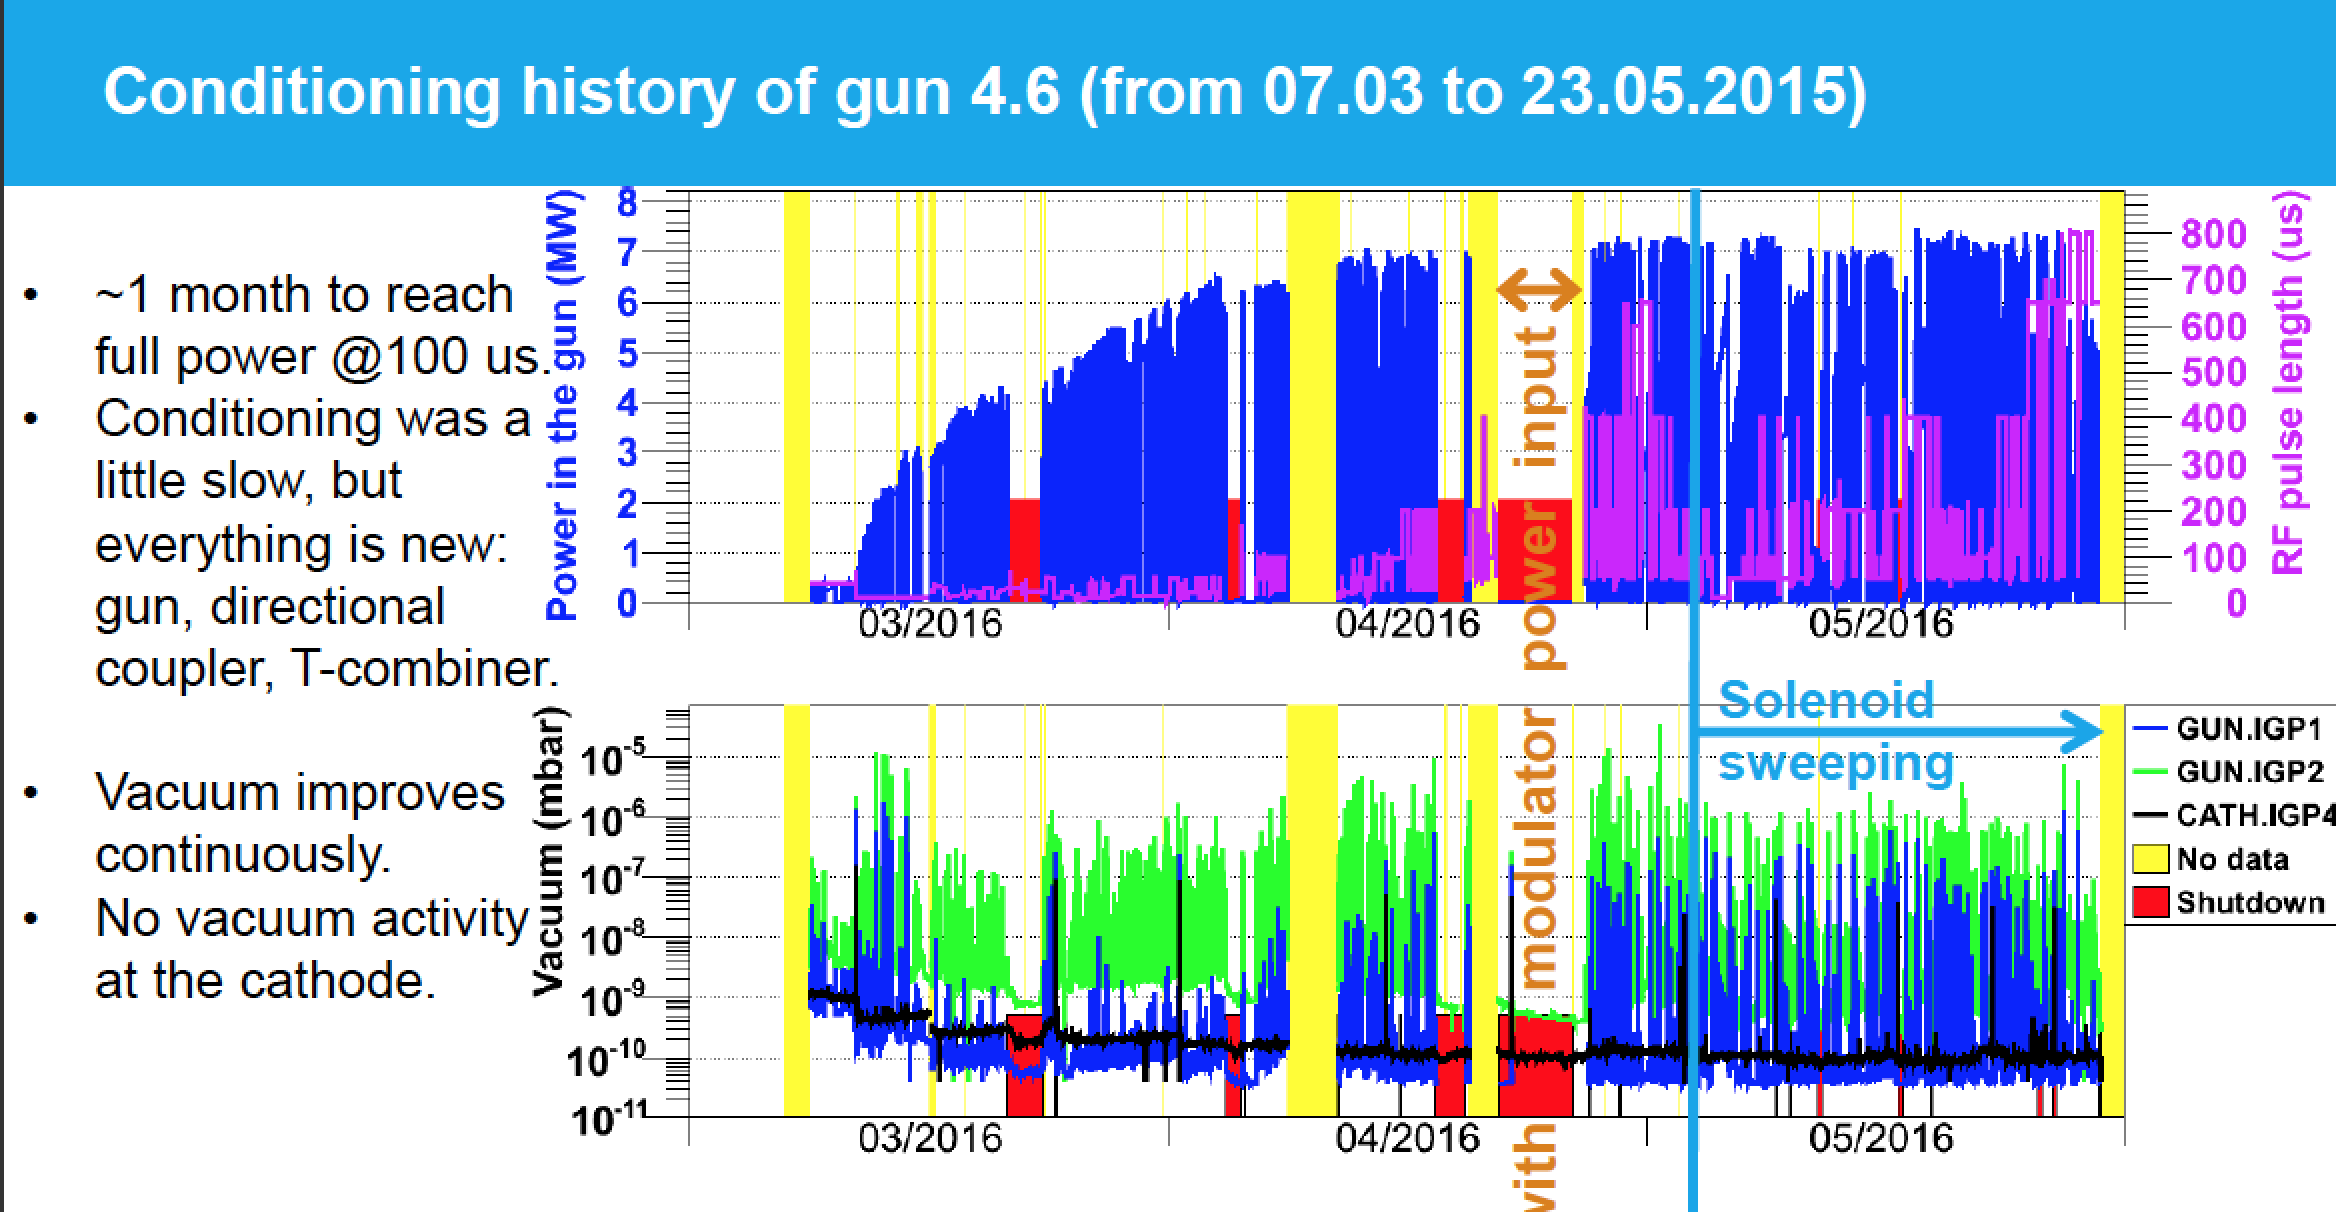 Conditioning history of gun 4.6 (from 07.03 to 23.05.2015)
• ~1 month to reach
full power @100 us.
• Conditioning was a
little slow, but
everything is new:
gun, directional
coupler, T-combiner.
• Vacuum improves
continuously.
• No vacuum activity
at the cathode.
Power in the gun (MW)
8
7
6
5
4
3
2
1
0
03/2016
04/2016
05/2016
800
700
600
500
400
300
200
100
0
RF pulse length (us)
modulator power input
Solenoid
sweeping
Vacuum (mbar)
10-5
10-6
10-7
10-8
10-9
10-10
10-11
03/2016
04/2016
05/2016
GUN.IGP1
GUN.IGP2
CATH.IGP4
No data
Shutdown